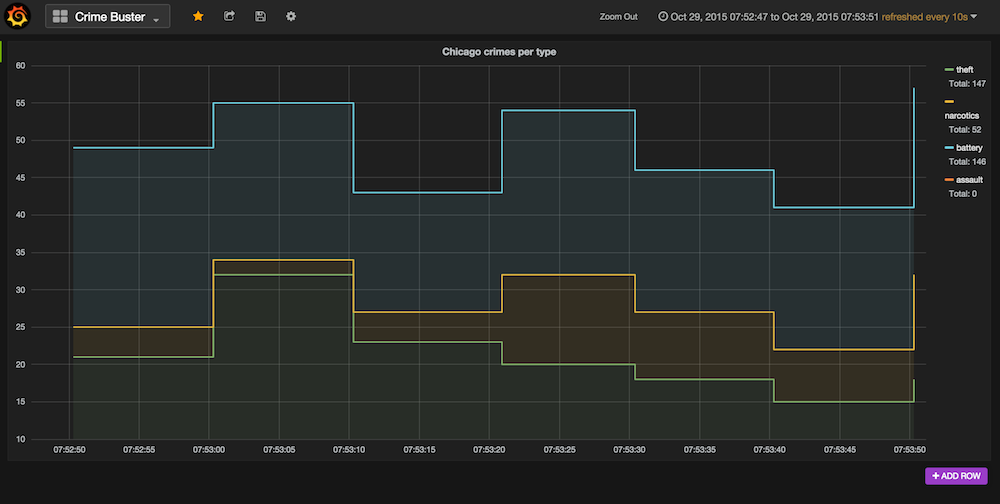 Crime Buster
Zoom Out
Oct 29, 2015 07:52:47 to Oct 29, 2015 07:53:51 refreshed every 10s
Chicago crimes per type
60
55
50
45
40
35
30
25
20
15
10
07:52:50 07:52:55 07:53:00 07:53:05 07:53:10 07:53:15 07:53:20 07:53:25 07:53:30 07:53:35 07:53:40 07:53:45 07:53:50
theft
Total: 147
narcotics
Total: 52
battery
Total: 146
assault
Total: 0
+ ADD ROW